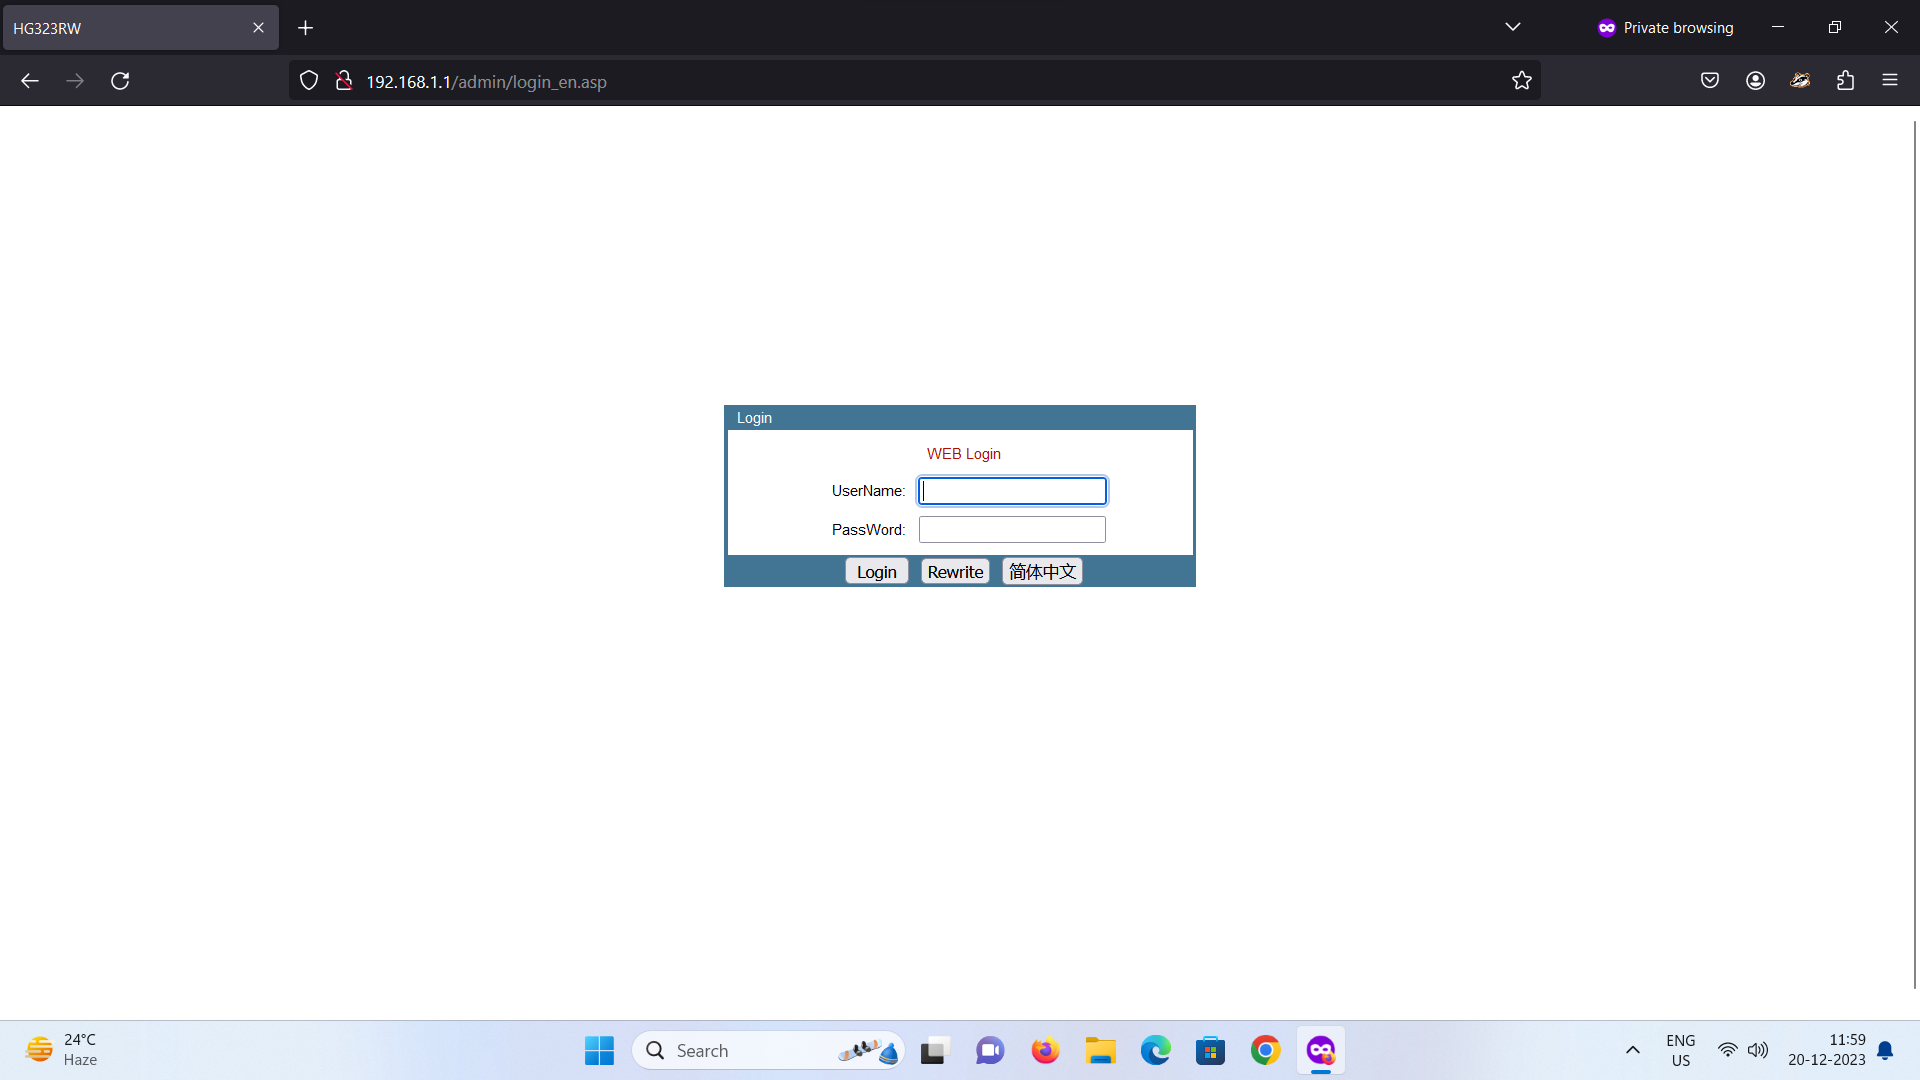 HG323RW
Private browsing
192.168.1.1/admin/login_en.asp
Login
WEB Login
UserName:
PassWord:
Login Rewrite 简体中文
24°C
Haze
Search
ENG
US
11:59
20-12-2023